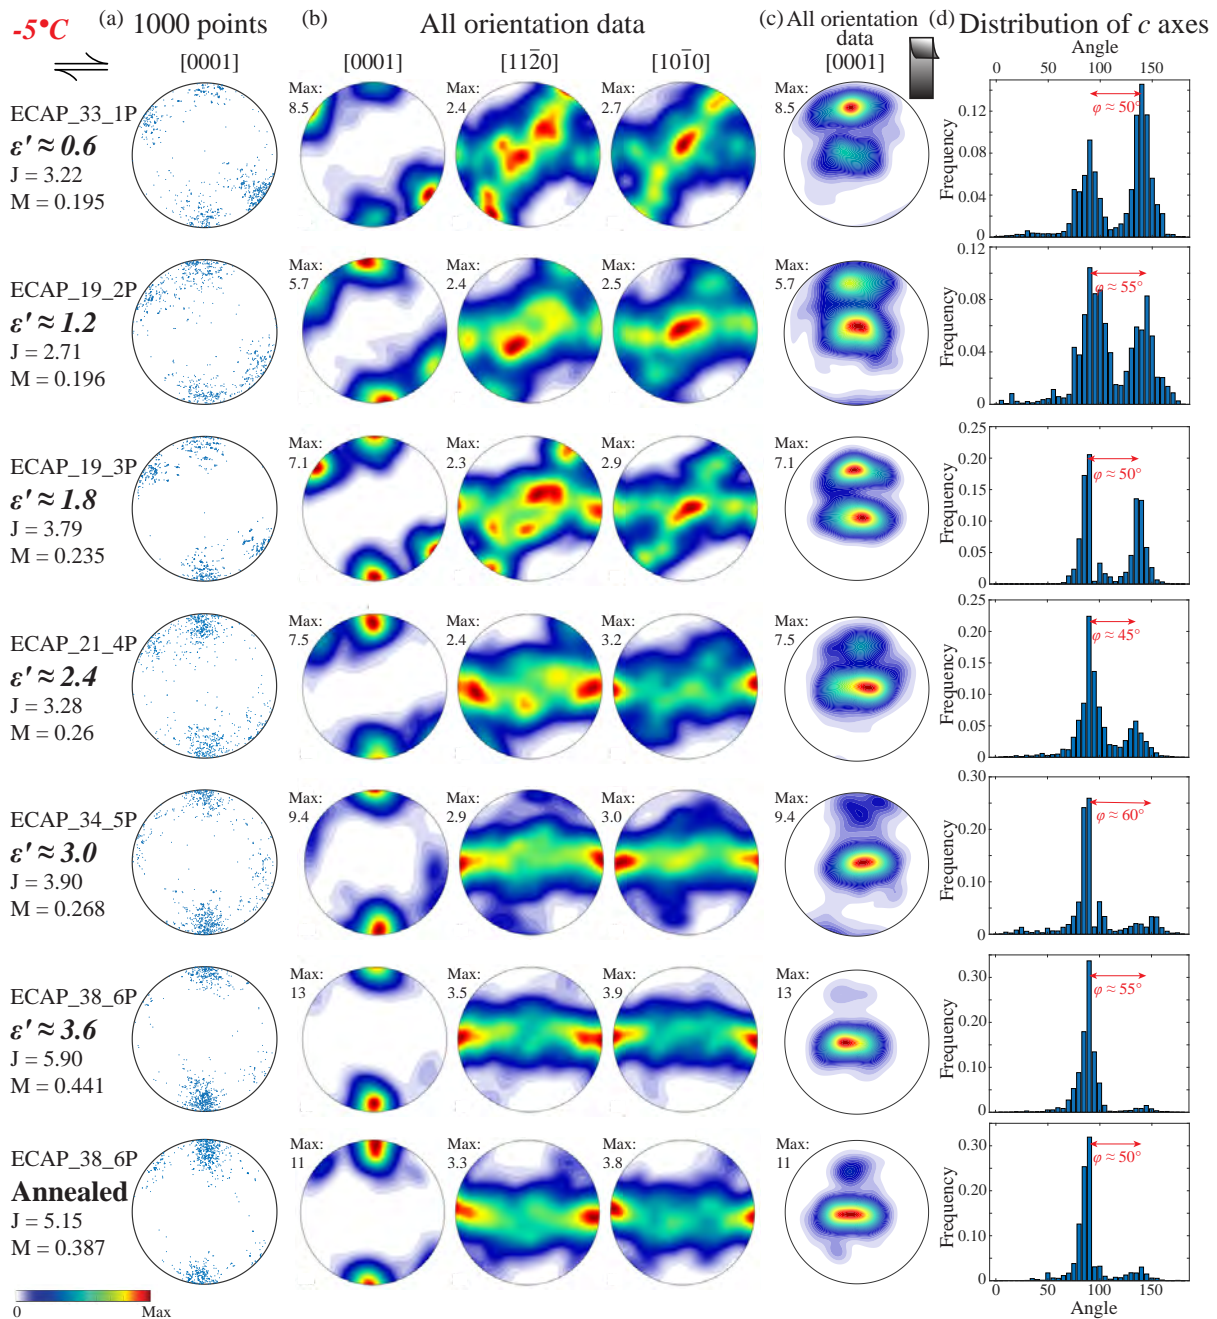 -5°C
(a) 1000 points
(b) All orientation data
(c) All orientation data
(d) Distribution of c axes
[0001]
[0001]
[112̄0]
[101̄0]
[0001]
Angle
0 50 100 150
ECAP_33_1P
ε' ≈ 0.6
J = 3.22
M = 0.195
Max: 8.5
2.4
2.7
Max: 8.5
Frequency
0.12
0.08
0.04
0
φ ≈ 50°
ECAP_19_2P
ε' ≈ 1.2
J = 2.71
M = 0.196
Max: 5.7
Max: 2.4
Max: 2.5
Max: 5.7
Frequency
0.12
0.08
0.04
0
φ ≈ 55°
ECAP_19_3P
ε' ≈ 1.8
J = 3.79
M = 0.235
Max: 7.1
Max: 2.3
Max: 2.9
Max: 7.1
Frequency
0.25
0.20
0.15
0.10
0.05
0
φ ≈ 50°
ECAP_21_4P
ε' ≈ 2.4
J = 3.28
M = 0.26
Max: 7.5
Max: 2.4
Max: 3.2
Max: 7.5
Frequency
0.25
0.20
0.15
0.10
0.05
0
φ ≈ 45°
ECAP_34_5P
ε' ≈ 3.0
J = 3.90
M = 0.268
Max: 9.4
Max: 2.9
Max: 3.0
Max: 9.4
Frequency
0.30
0.20
0.10
0
φ ≈ 60°
ECAP_38_6P
ε' ≈ 3.6
J = 5.90
M = 0.441
Max: 13
Max: 3.5
Max: 3.9
Max: 13
Frequency
0.30
0.20
0.10
0
φ ≈ 55°
ECAP_38_6P
Annealed
J = 5.15
M = 0.387
Max: 11
Max: 3.3
Max: 3.8
Max: 11
Frequency
0.30
0.20
0.10
0
φ ≈ 50°
0 50 100 150
Angle
0 Max